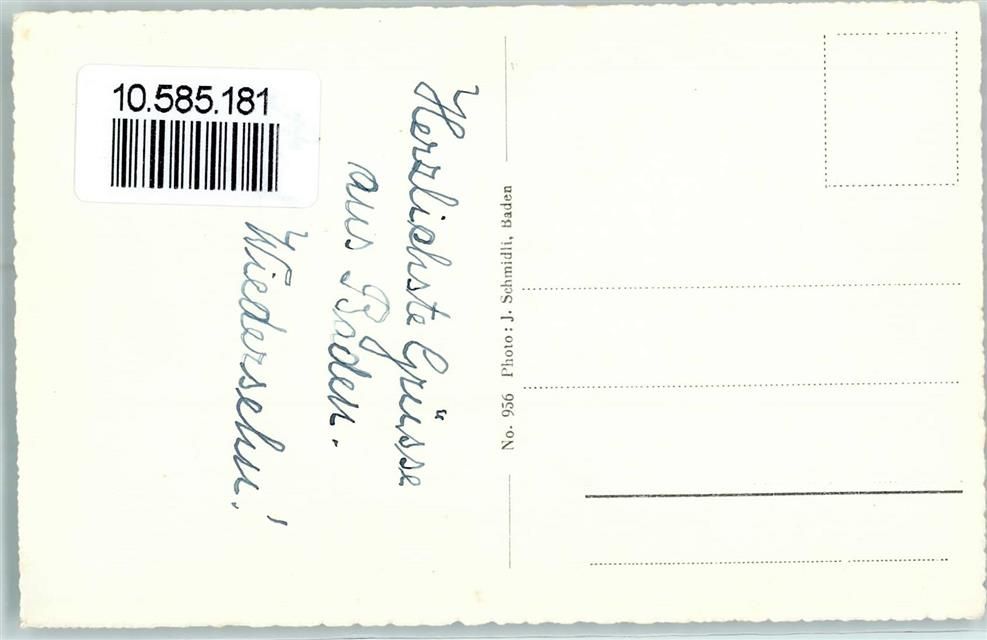 10.585.181
Herzlichste Grüsse
aus Baden.
Wiedersehn!
No. 956 Photo: J. Schmidli, Baden